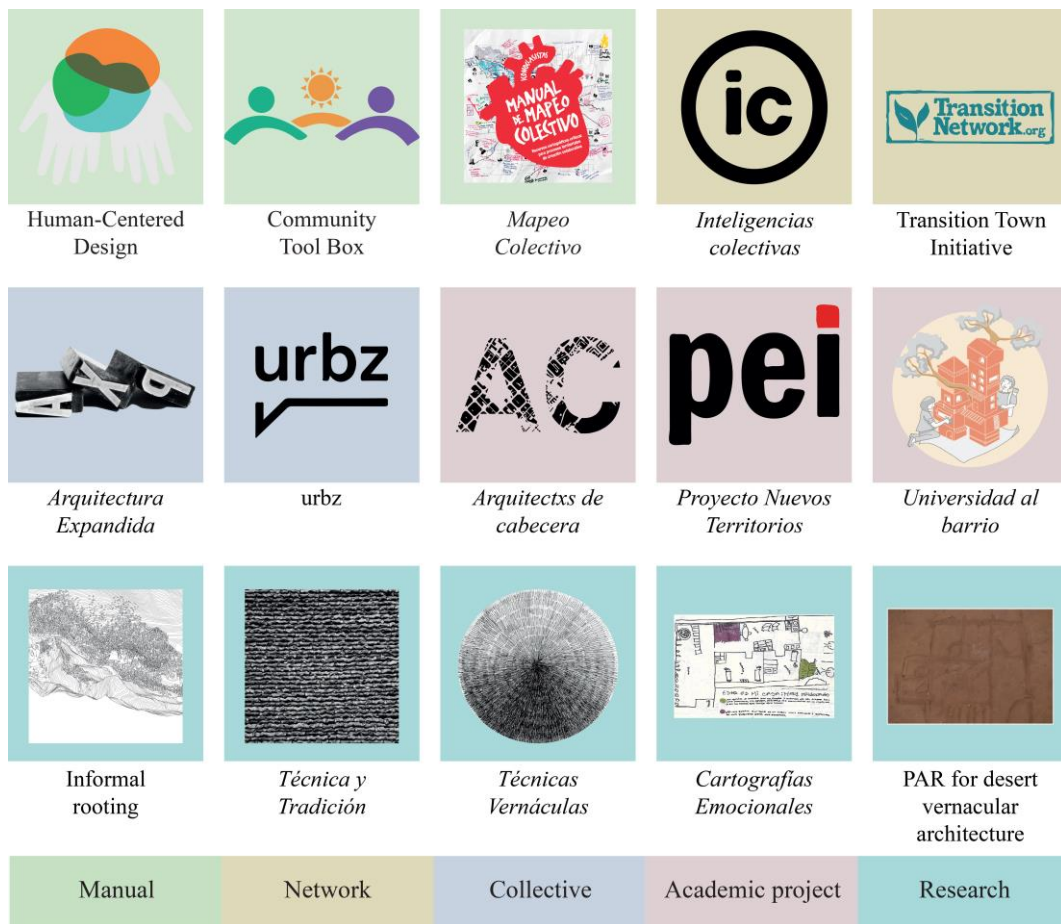 HUMANGASITAS
MANUAL
DE MAPEO
COLECTIVO
ic
Transition
Network.org
Human-Centered
Design
Community
Tool Box
Mapeo
Colectivo
Inteligencias
colectivas
Transition Town
Initiative
A X P
urbz
AC
pei
Arquitectura
Expandida
urbz
Arquitectxs de
cabecera
Proyecto Nuevos
Territorios
Universidad al
barrio
Informal
rooting
Técnica y
Tradición
Técnicas
Vernáculas
Cartografías
Emocionales
PAR for desert
vernacular
architecture
Manual
Network
Collective
Academic project
Research